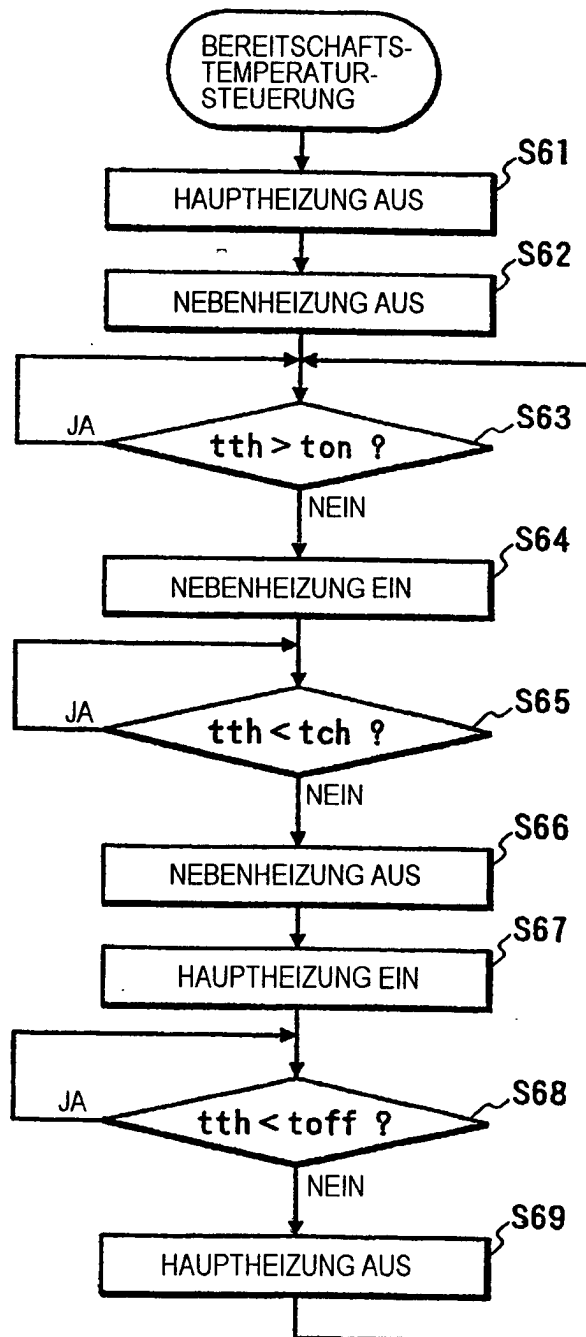 BEREITSCHAFTS-
TEMPERATUR-
STEUERUNG
S61
HAUPTHEIZUNG AUS
S62
NEBENHEIZUNG AUS
S63
JA
tth > ton ?
NEIN
S64
NEBENHEIZUNG EIN
S65
JA
tth < tch ?
NEIN
S66
NEBENHEIZUNG AUS
S67
HAUPTHEIZUNG EIN
S68
JA
tth < toff ?
NEIN
S69
HAUPTHEIZUNG AUS